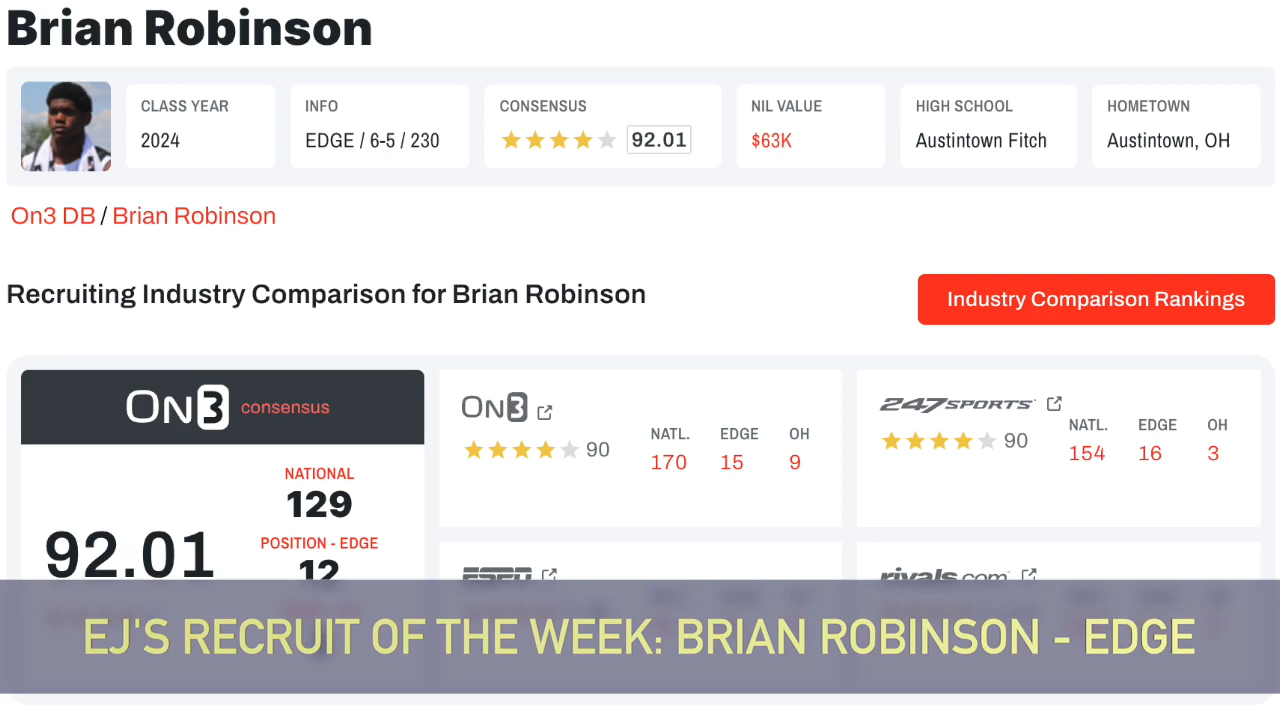 Brian Robinson
CLASS YEAR
2024
INFO
EDGE / 6-5 / 230
CONSENSUS
92.01
NIL VALUE
$63K
HIGH SCHOOL
Austintown Fitch
HOMETOWN
Austintown, OH
On3 DB / Brian Robinson
Recruiting Industry Comparison for Brian Robinson
Industry Comparison Rankings
ON3 consensus
NATIONAL
129
92.01
POSITION - EDGE
12
ON3
90
NATL. EDGE OH
170 15 9
247SPORTS
90
NATL. EDGE OH
154 16 3
ESPN
rivals.com
EJ'S RECRUIT OF THE WEEK: BRIAN ROBINSON - EDGE